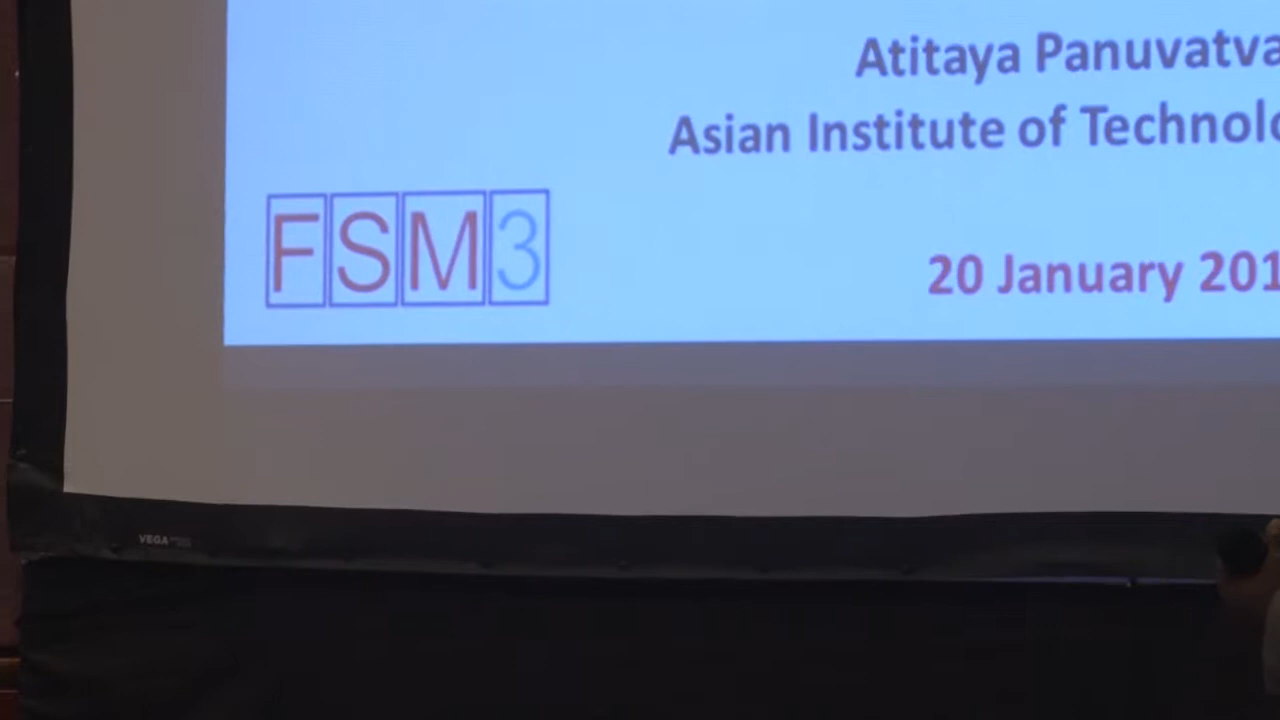 Atitaya Panuvatva
Asian Institute of Technolo
FSM3
20 January 201
VEGA